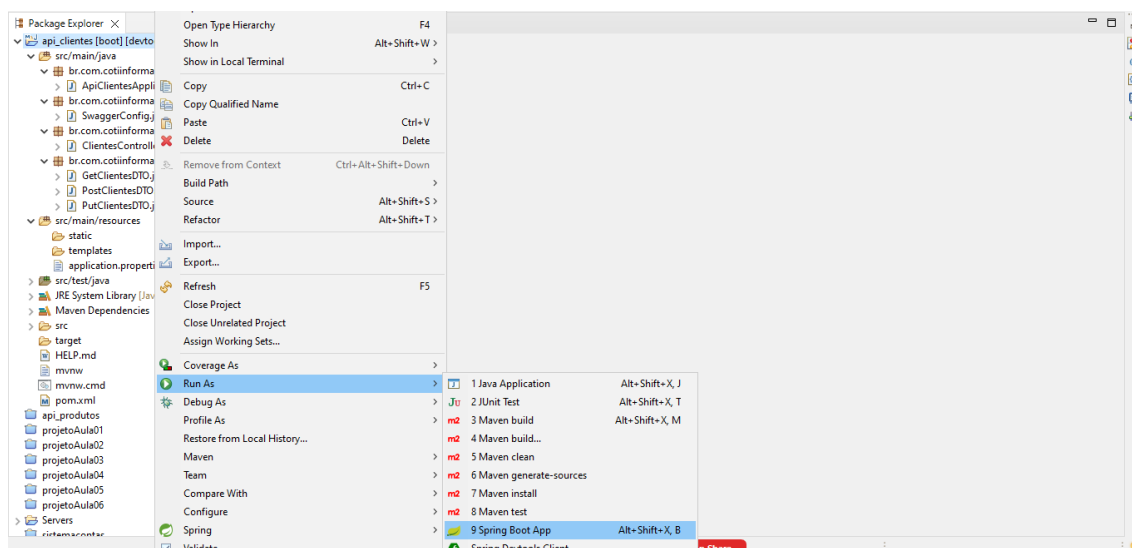 Package Explorer
api_clientes [boot] [devto
src/main/java
br.com.cotiinforma
ApiClientesAppli
br.com.cotiinforma
SwaggerConfig.j
br.com.cotiinforma
ClientesControlle
br.com.cotiinforma
GetClientesDTO.j
PostClientesDTO
PutClientesDTO.j
src/main/resources
static
templates
application.properti
src/test/java
JRE System Library [Jav
Maven Dependencies
src
target
HELP.md
mvnw
mvnw.cmd
pom.xml
api_produtos
projetoAula01
projetoAula02
projetoAula03
projetoAula04
projetoAula05
projetoAula06
Servers
sistemacontas
Open Type Hierarchy F4
Show In Alt+Shift+W >
Show in Local Terminal >
Copy Ctrl+C
Copy Qualified Name
Paste Ctrl+V
Delete Delete
Remove from Context Ctrl+Alt+Shift+Down
Build Path >
Source Alt+Shift+S >
Refactor Alt+Shift+T >
Import...
Export...
Refresh F5
Close Project
Close Unrelated Project
Assign Working Sets...
Coverage As >
Run As >
Debug As >
Profile As >
Restore from Local History...
Maven >
Team >
Compare With >
Configure >
Spring >
Validate
1 Java Application Alt+Shift+X, J
2 JUnit Test Alt+Shift+X, T
3 Maven build Alt+Shift+X, M
4 Maven build...
5 Maven clean
6 Maven generate-sources
7 Maven install
8 Maven test
9 Spring Boot App Alt+Shift+X, B
Spring Devtools Client